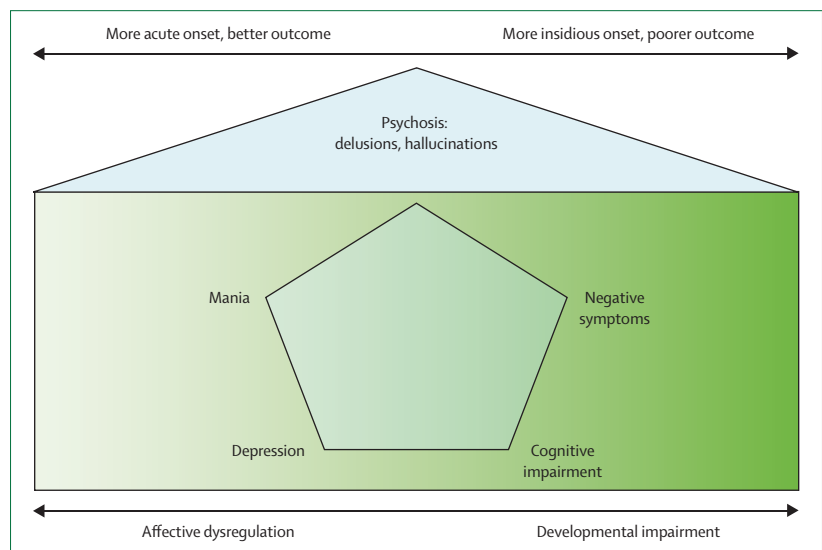 More acute onset, better outcome
More insidious onset, poorer outcome
Psychosis:
delusions, hallucinations
Mania
Negative
symptoms
Depression
Cognitive
impairment
Affective dysregulation
Developmental impairment